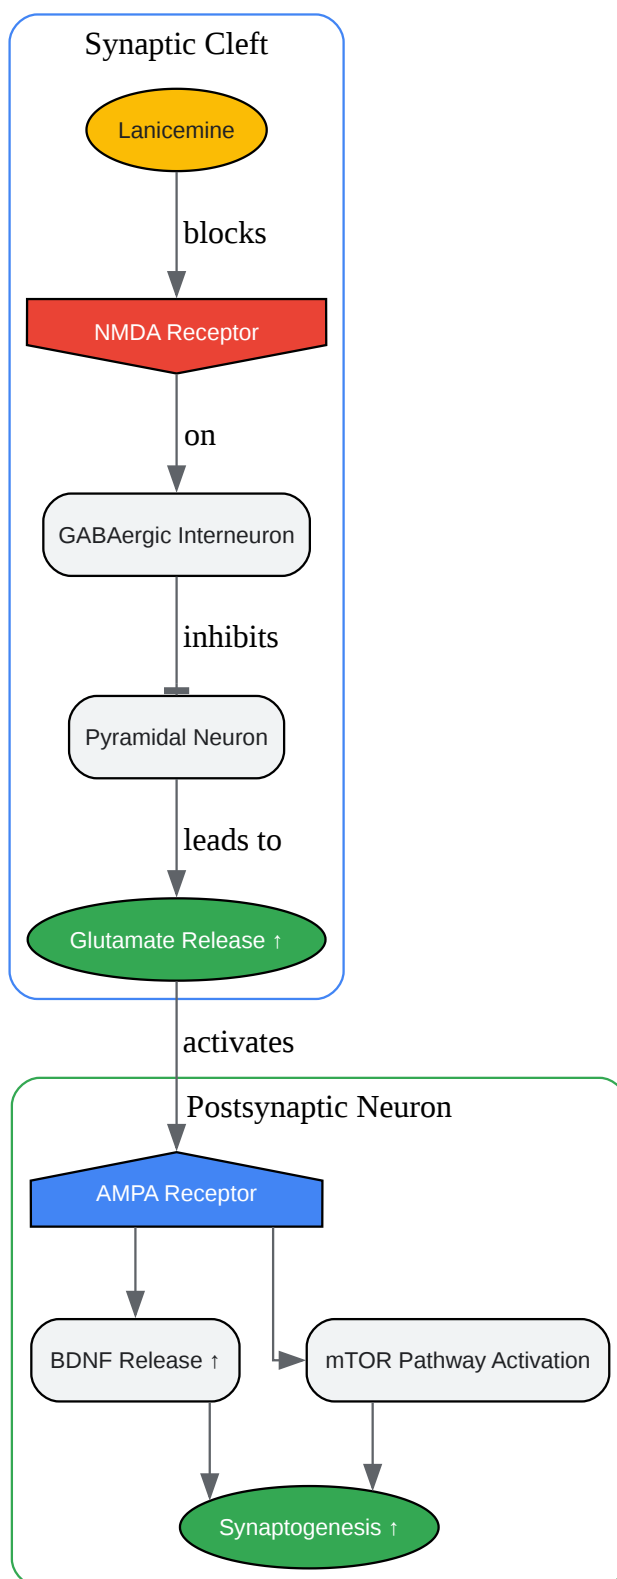 Synaptic Cleft
Lanicemine
blocks
NMDA Receptor
on
GABAergic Interneuron
inhibits
Pyramidal Neuron
leads to
Glutamate Release ↑
activates
Postsynaptic Neuron
AMPA Receptor
BDNF Release ↑
mTOR Pathway Activation
Synaptogenesis ↑